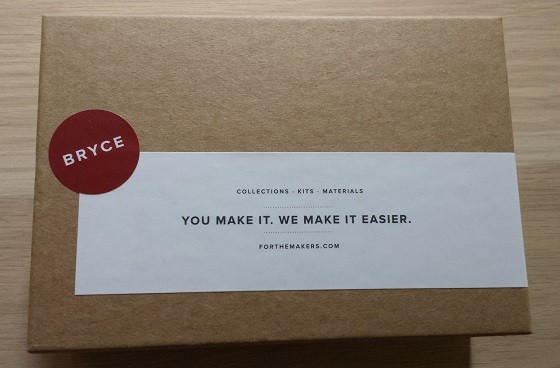 BRYCE
COLLECTIONS - KITS - MATERIALS
YOU MAKE IT. WE MAKE IT EASIER.
FORTHEMAKERS.COM